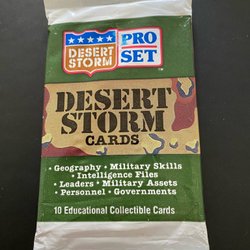 DESERT STORM
PRO SET
DESERT
STORM
CARDS
• Geography • Military Skills
• Intelligence Files
• Leaders • Military Assets
• Personnel • Governments
10 Educational Collectible Cards